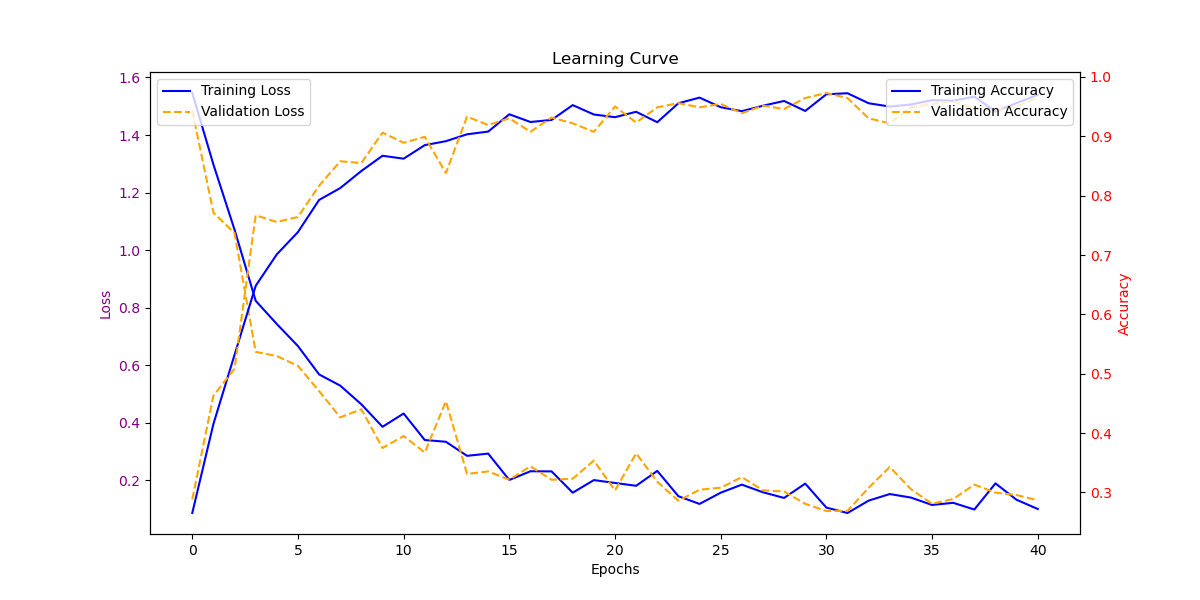 Learning Curve
Training Loss
Validation Loss
Training Accuracy
Validation Accuracy
1.6
1.4
1.2
1.0
0.8
0.6
0.4
0.2
Loss
1.0
0.9
0.8
0.7
0.6
0.5
0.4
0.3
Accuracy
0 5 10 15 20 25 30 35 40
Epochs